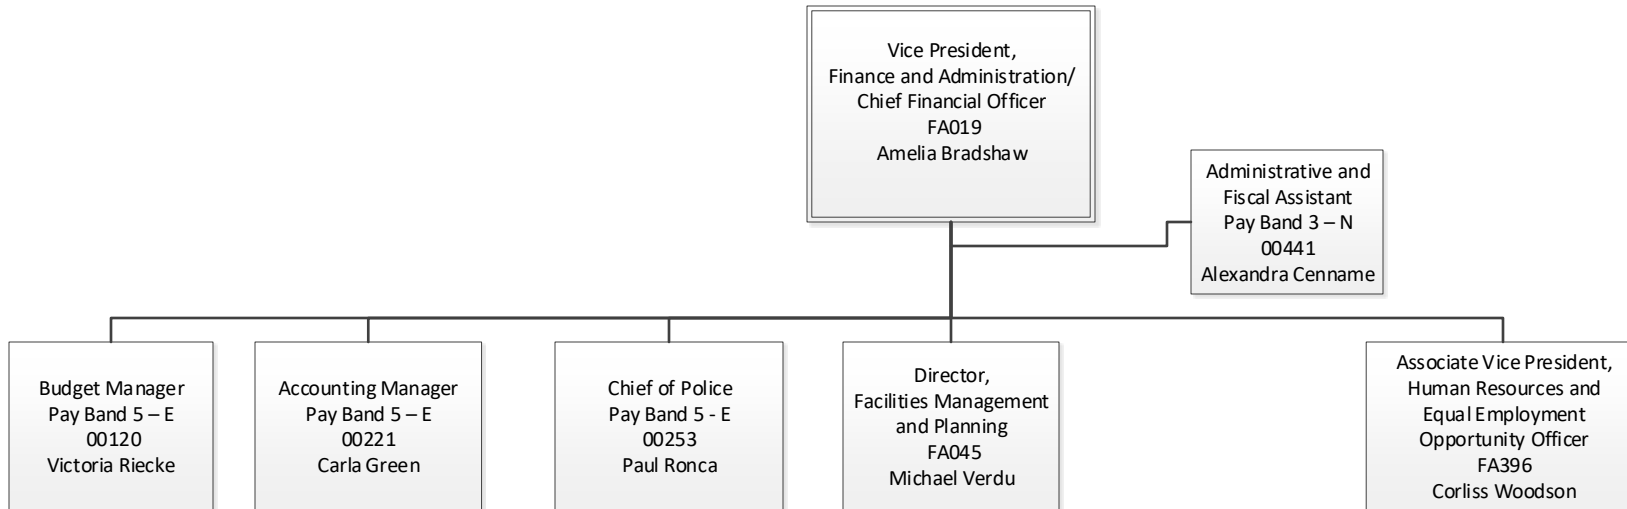 Vice President,
Finance and Administration/
Chief Financial Officer
FA019
Amelia Bradshaw
Administrative and
Fiscal Assistant
Pay Band 3 – N
00441
Alexandra Cenname
Budget Manager
Pay Band 5 – E
00120
Victoria Riecke
Accounting Manager
Pay Band 5 – E
00221
Carla Green
Chief of Police
Pay Band 5 - E
00253
Paul Ronca
Director,
Facilities Management
and Planning
FA045
Michael Verdu
Associate Vice President,
Human Resources and
Equal Employment
Opportunity Officer
FA396
Corliss Woodson